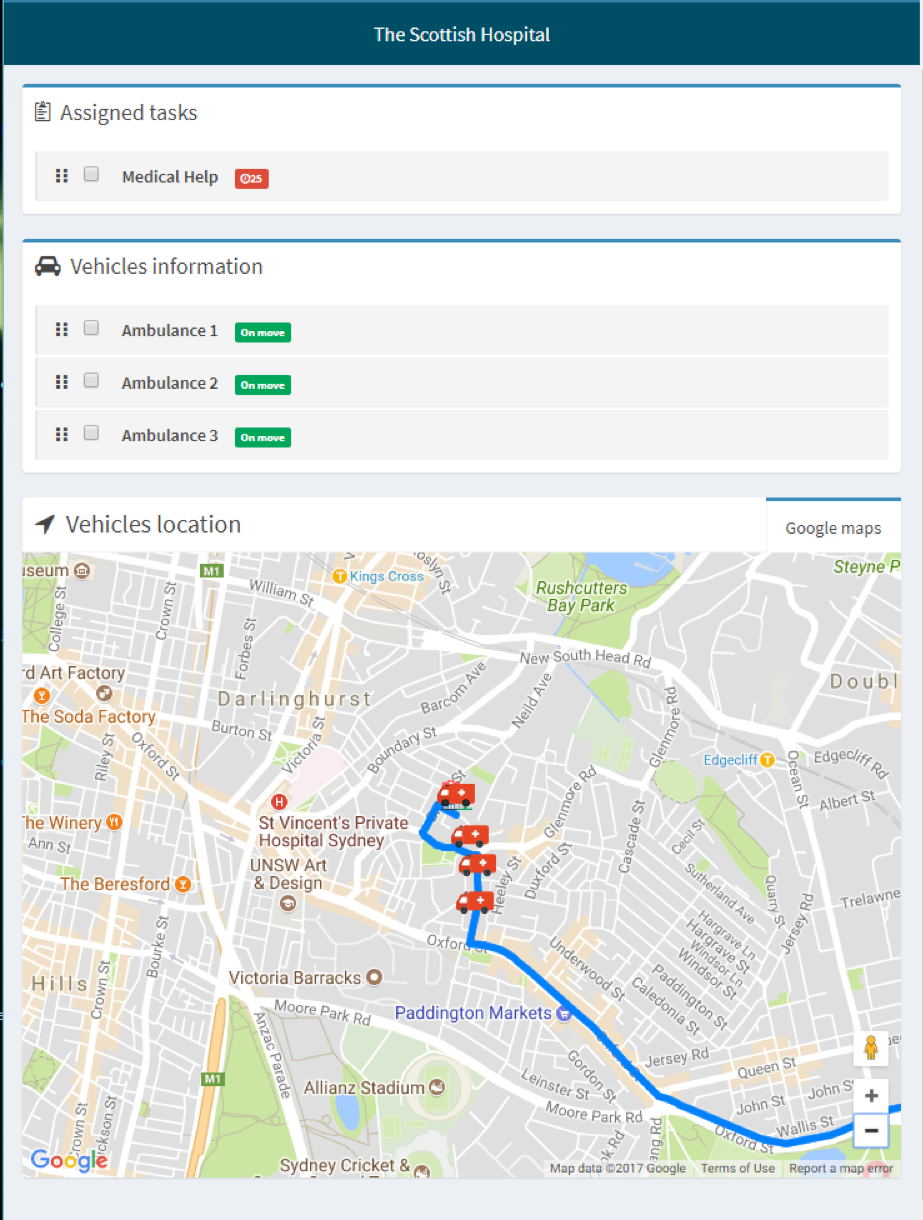 The Scottish Hospital
Assigned tasks
Medical Help
25
Vehicles information
Ambulance 1
On move
Ambulance 2
On move
Ambulance 3
On move
Vehicles location
Google maps
useum
M1
Kings Cross
Roslyn St
Rushcutters
Bay Park
Steyne P
College St
Crown St
William St
Forbes St
New South Head Rd
rd Art Factory
The Soda Factory
Darlinghurst
Barcom Ave
Neild Ave
Glenmore Rd
Doubl
Burton St
Victoria St
Boundary St
Oxford St
Riley St
Edgecliff
Ocean St
Edgecliff Rd
H
St Vincent's Private
Hospital Sydney
Glenmore Rd
Albert St
The Winery
Ann St
Cascade St
Cecil St
UNSW Art
& Design
Heeley St
Duxford St
The Beresford
Sutherland Ave
Quarry St
Jersey Rd
Trelawne
Bourke St
Oxford St
Hargrave Ln
Hargrave St
Windsor Ln
Windsor St
Underwood St
Paddington St
Caledonia St
Hills
Crown St
Victoria Barracks
Moore Park Rd
Paddington Markets
Anzac Parade
Oxford St
Jersey Rd
Queen St
M1
Allianz Stadium
Gordon St
Leinster St
Moore Park Rd
John St
John St
Wallis St
Oxford St
Crown St
Google
Sydney Cricket &
Map data ©2017 Google
Terms of Use
Report a map error